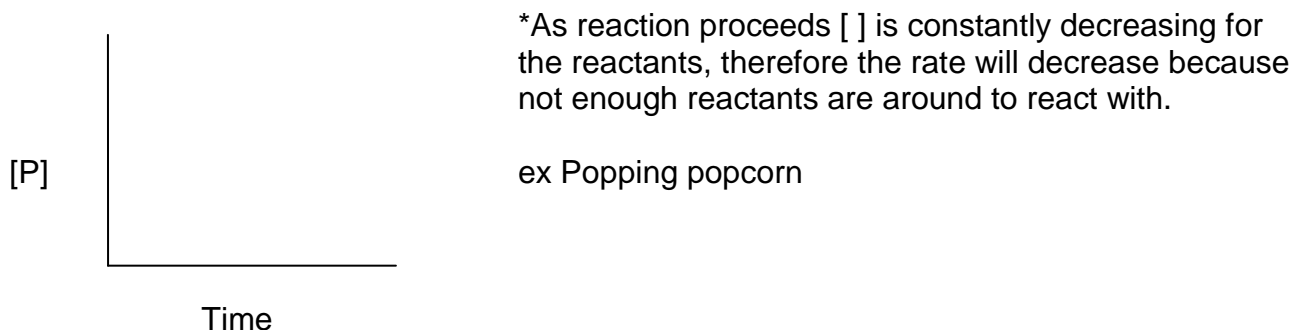 *As reaction proceeds [ ] is constantly decreasing for
the reactants, therefore the rate will decrease because
not enough reactants are around to react with.
[P]
ex Popping popcorn
Time